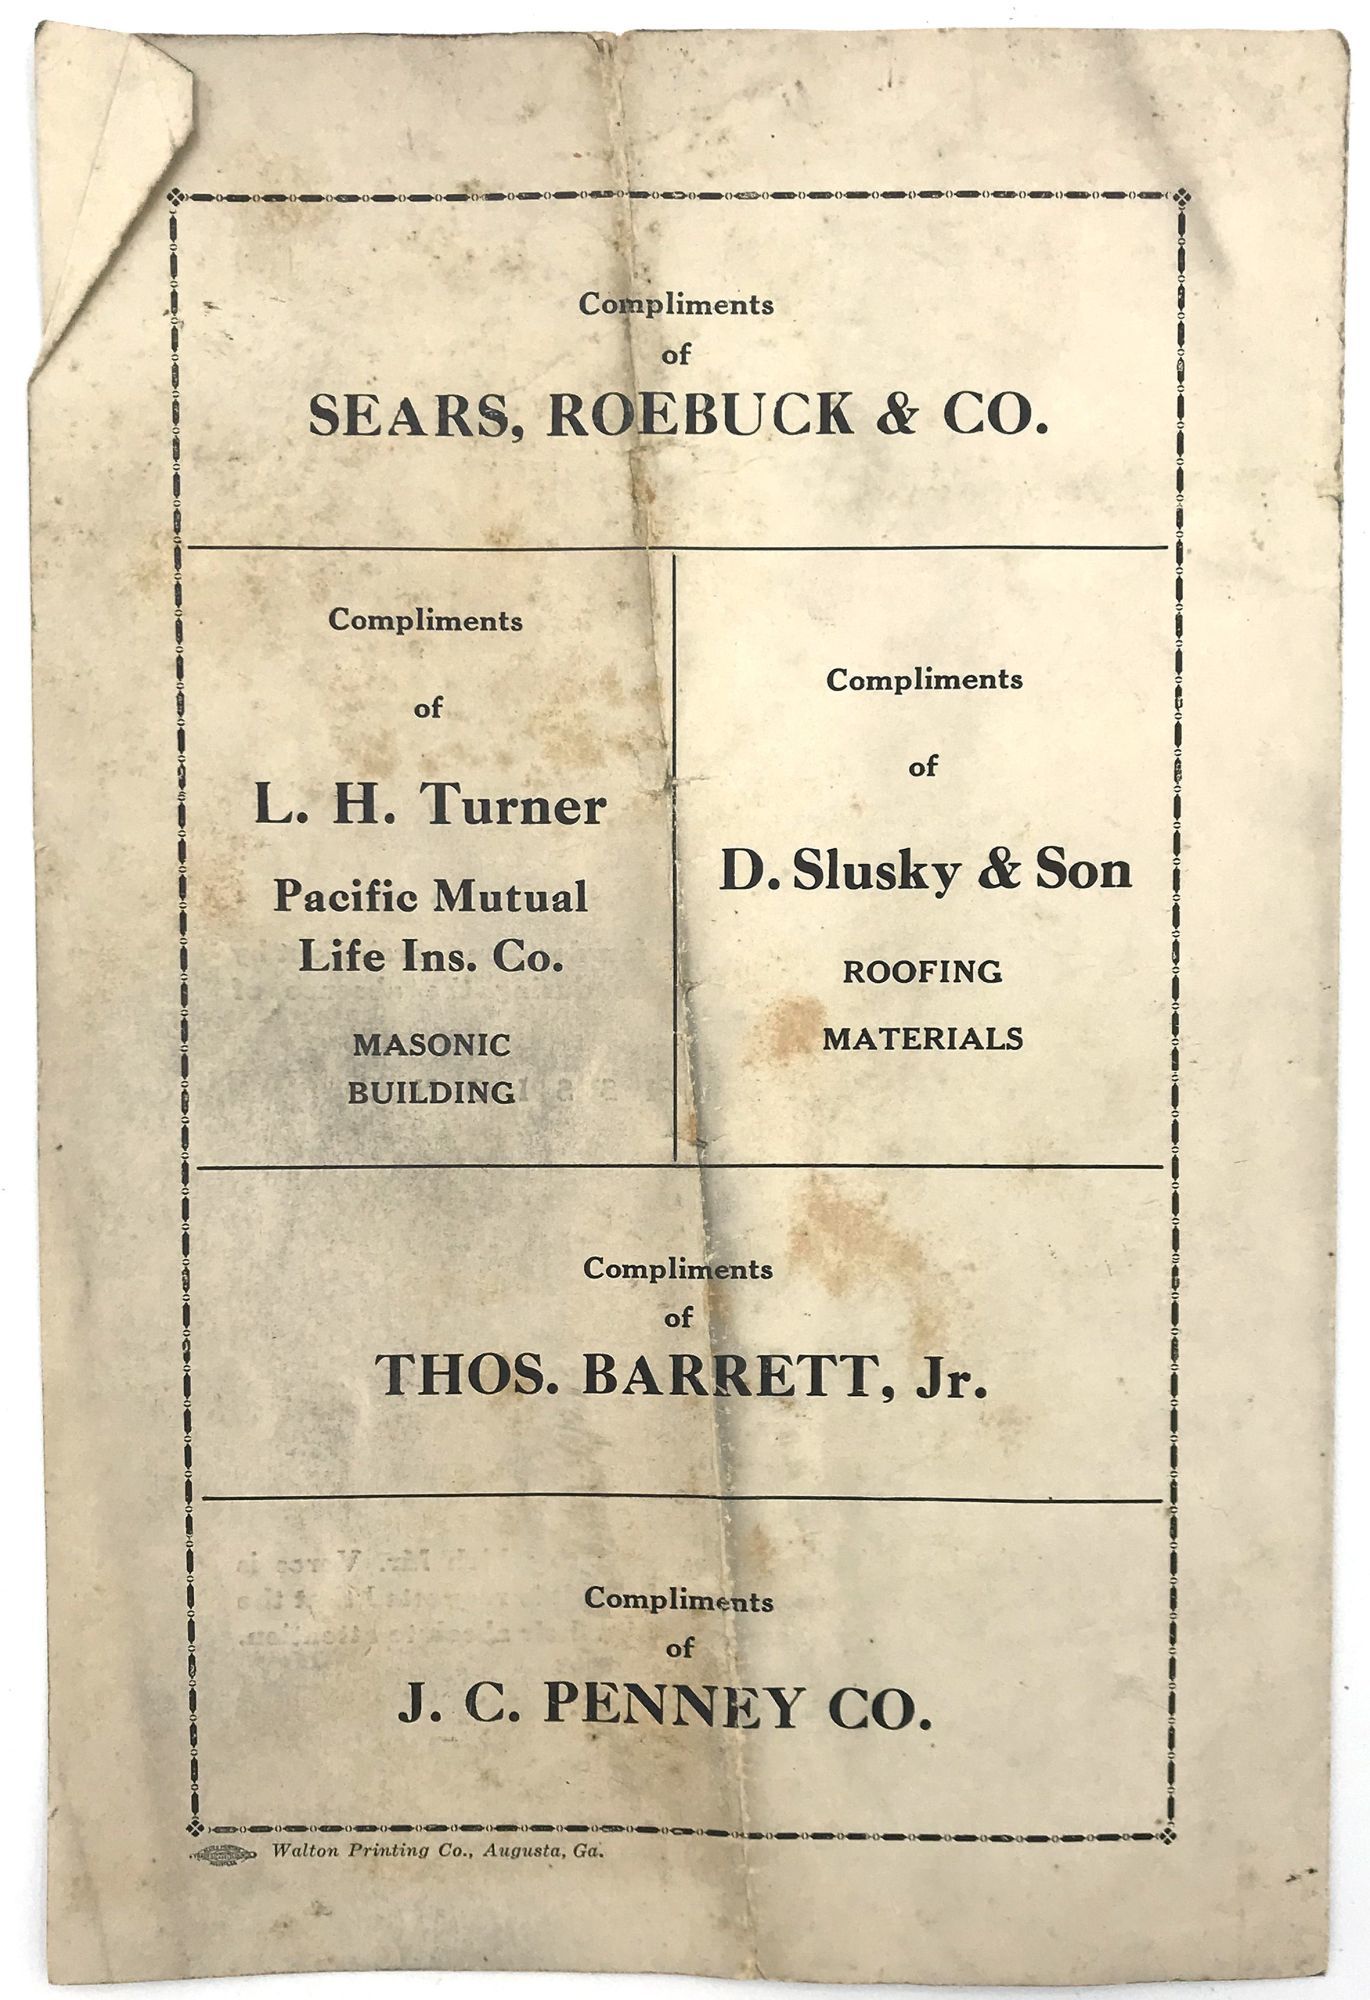 Compliments
of
SEARS, ROEBUCK & CO.
Compliments
of
L. H. Turner
Pacific Mutual
Life Ins. Co.
MASONIC
BUILDING
Compliments
of
D. Slusky & Son
ROOFING
MATERIALS
Compliments
of
THOS. BARRETT, Jr.
Compliments
of
J. C. PENNEY CO.
Walton Printing Co., Augusta, Ga.